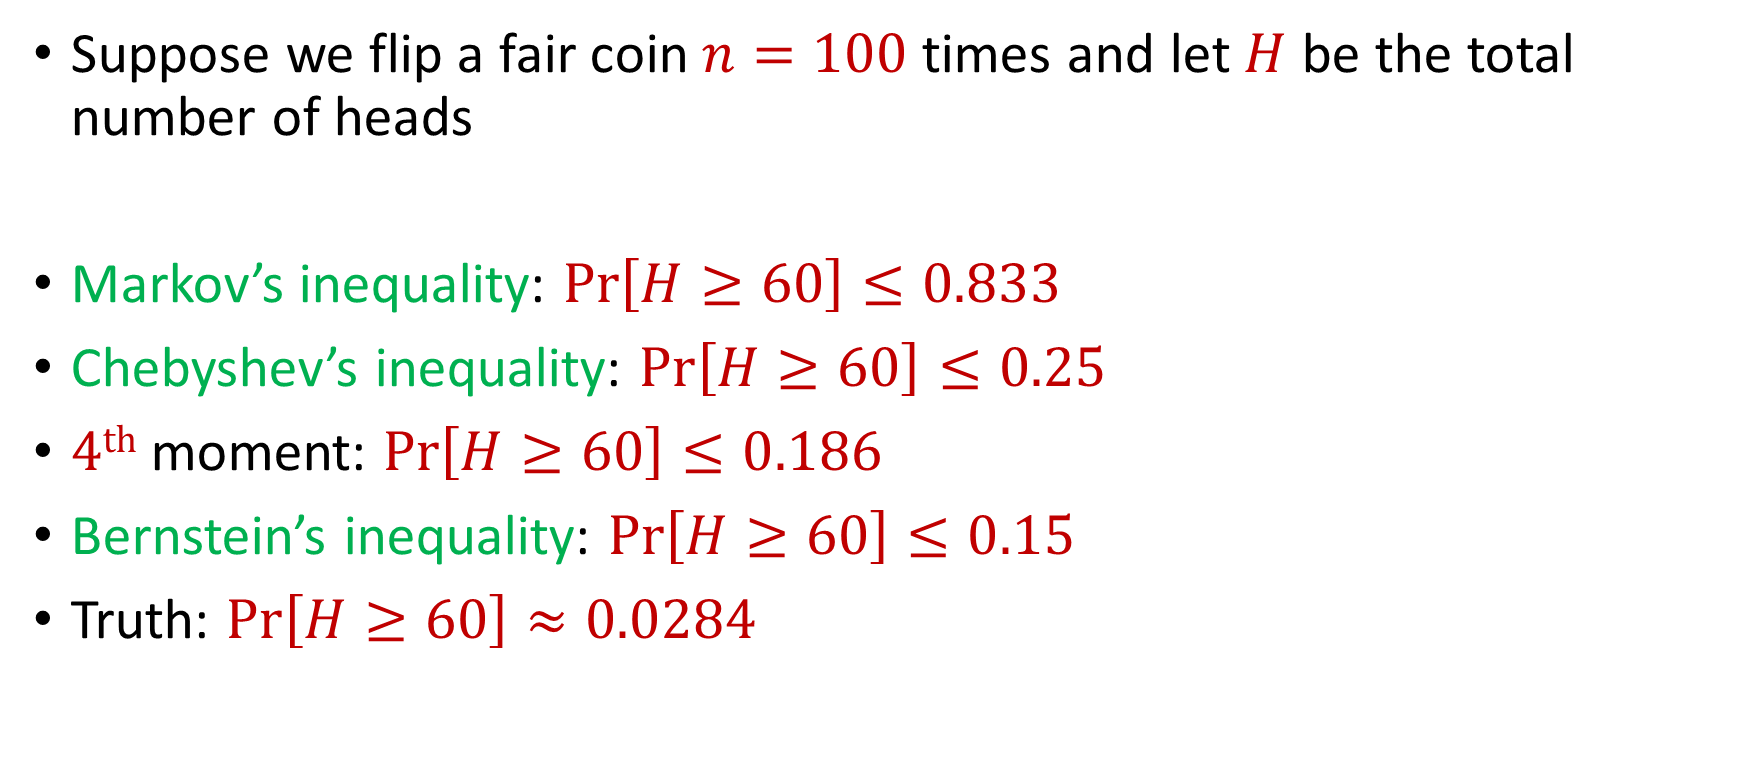 • Suppose we flip a fair coin n = 100 times and let H be the total
number of heads
• Markov’s inequality: Pr[H ≥ 60] ≤ 0.833
• Chebyshev’s inequality: Pr[H ≥ 60] ≤ 0.25
• 4th moment: Pr[H ≥ 60] ≤ 0.186
• Bernstein’s inequality: Pr[H ≥ 60] ≤ 0.15
• Truth: Pr[H ≥ 60] ≈ 0.0284